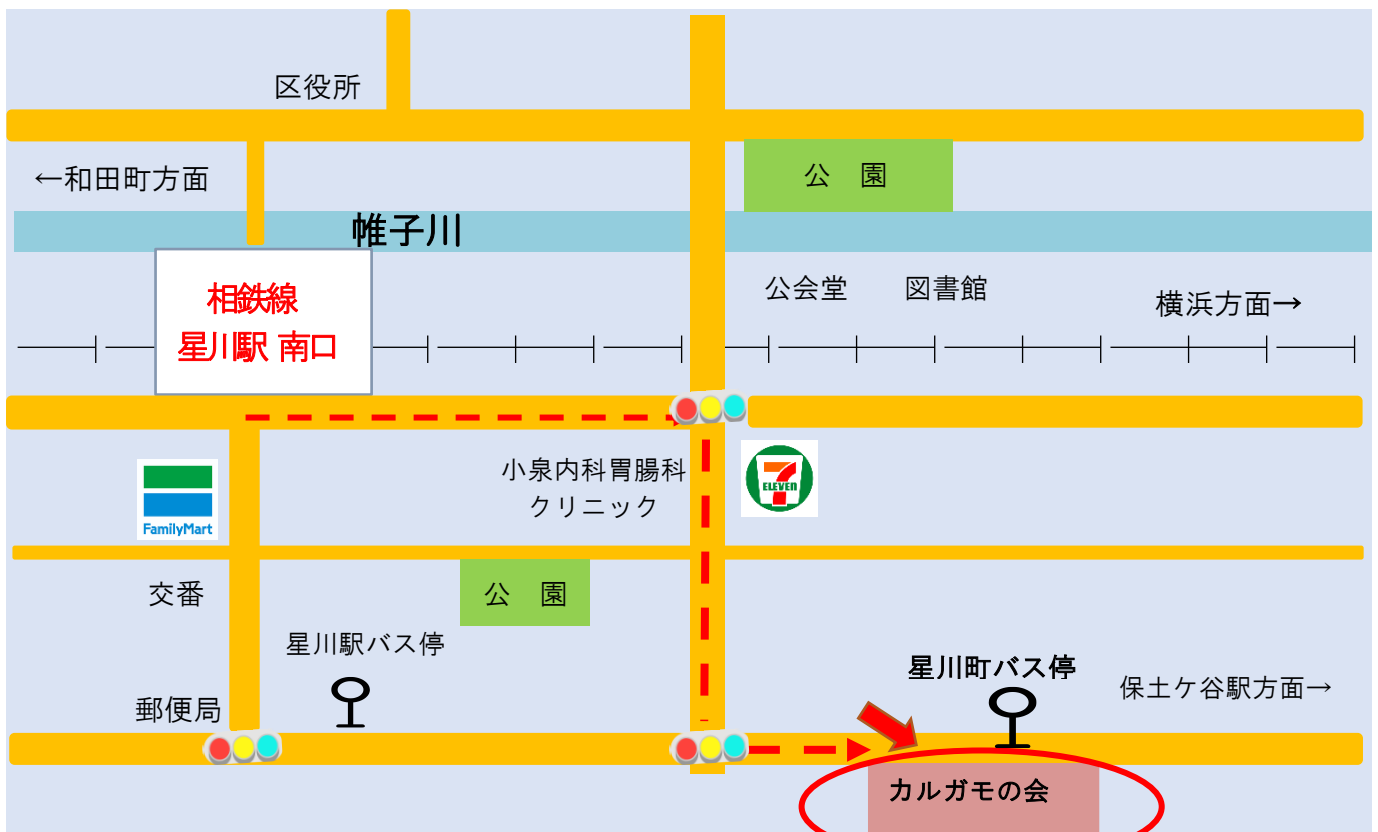 区役所
←和田町方面
公　園
帷子川
相鉄線
星川駅 南口
公会堂
図書館
横浜方面→
小泉内科胃腸科
クリニック
7
ELEVEN
FamilyMart
交番
公　園
星川駅バス停
星川町バス停
保土ケ谷駅方面→
郵便局
カルガモの会